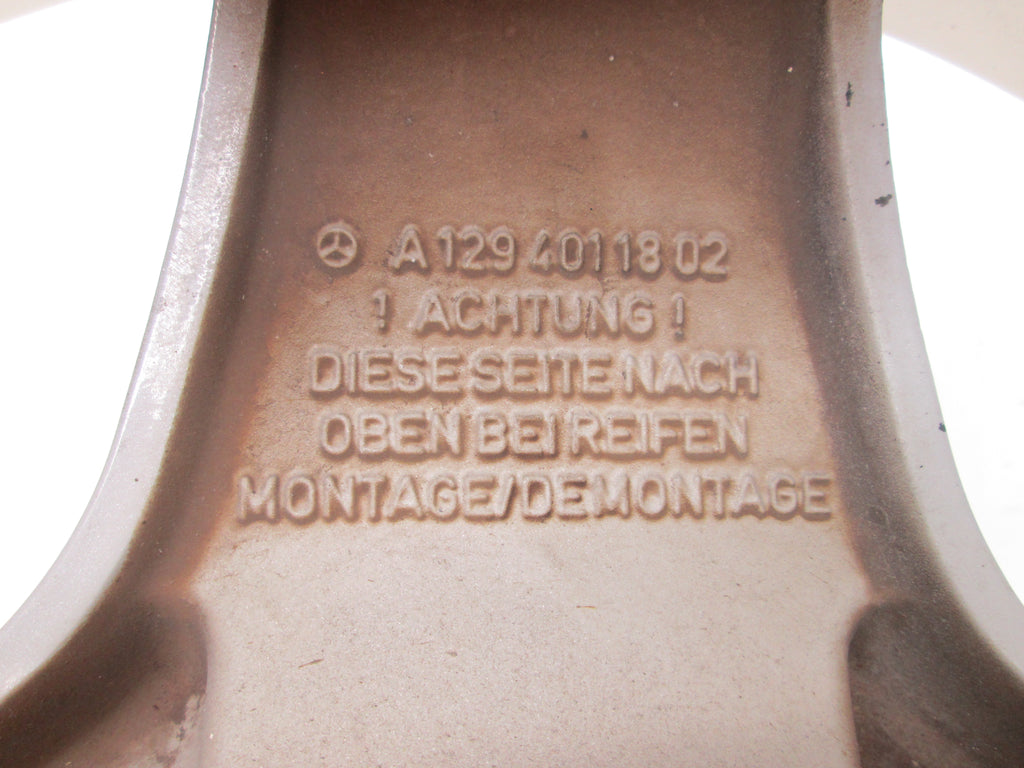 A 129 401 18 02
! ACHTUNG !
DIESE SEITE NACH
OBEN BEI REIFEN
MONTAGE/DEMONTAGE